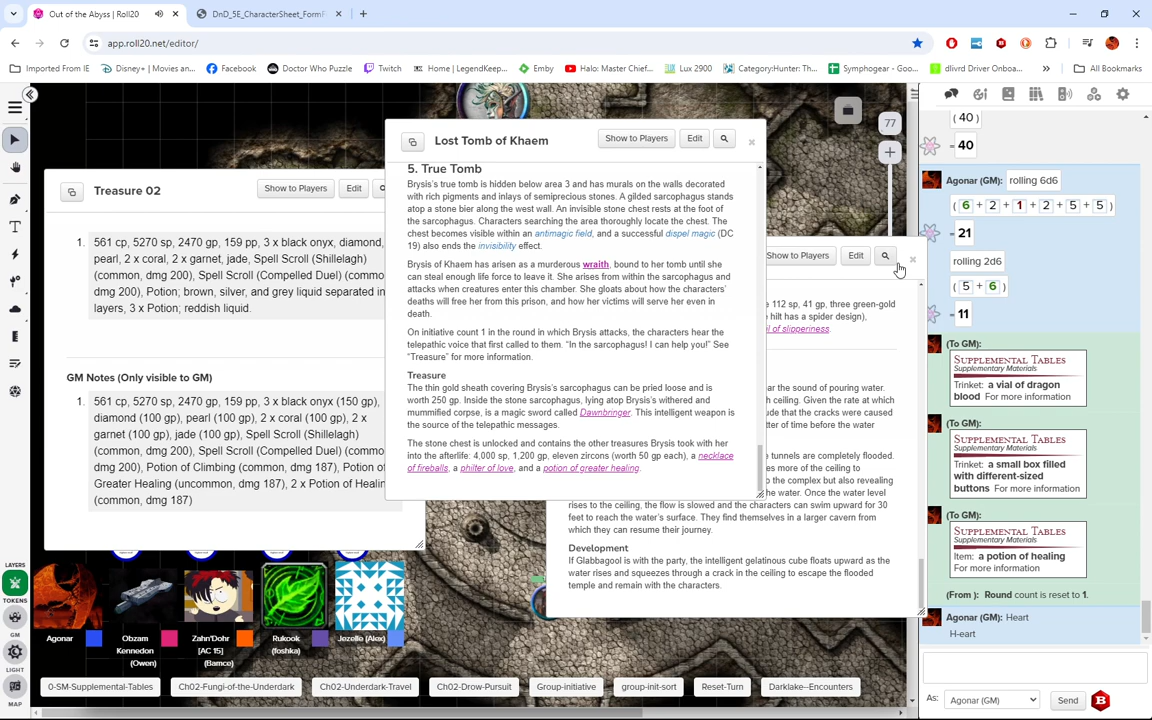 Out of the Abyss | Roll20
DnD_5E_CharacterSheet_FormF
app.roll20.net/editor/
Imported From IE
Disney+ | Movies an...
Facebook
Doctor Who Puzzle
Twitch
Home | LegendKeep...
Emby
Halo: Master Chief...
Lux 2900
Category:Hunter: Th...
Symphogear - Goo...
dlivrd Driver Onboa...
All Bookmarks
77
Treasure 02
Show to Players
Edit
1. 561 cp, 5270 sp, 2470 gp, 159 pp, 3 x black onyx, diamond,
pearl, 2 x coral, 2 x garnet, jade, Spell Scroll (Shillelagh)
(common, dmg 200), Spell Scroll (Compelled Duel) (commo
dmg 200), Potion; brown, silver, and grey liquid separated in
layers, 3 x Potion; reddish liquid.
GM Notes (Only visible to GM)
1. 561 cp, 5270 sp, 2470 gp, 159 pp, 3 x black onyx (150 gp),
diamond (100 gp), pearl (100 gp), 2 x coral (100 gp), 2 x
garnet (100 gp), jade (100 gp), Spell Scroll (Shillelagh)
(common, dmg 200), Spell Scroll (Compelled Duel) (commo
dmg 200), Potion of Climbing (common, dmg 187), Potion of
Greater Healing (uncommon, dmg 187), 2 x Potion of Healin
(common, dmg 187)
Lost Tomb of Khaem
Show to Players
Edit
5. True Tomb
Brysis's true tomb is hidden below area 3 and has murals on the walls decorated
with rich pigments and inlays of semiprecious stones. A gilded sarcophagus stands
atop a stone bier along the west wall. An invisible stone chest rests at the foot of
the sarcophagus. Characters searching the area thoroughly locate the chest. The
chest becomes visible within an antimagic field, and a successful dispel magic (DC
19) also ends the invisibility effect.
Brysis of Khaem has arisen as a murderous wraith, bound to her tomb until she
can steal enough life force to leave it. She arises from within the sarcophagus and
attacks when creatures enter this chamber. She gloats about how the characters'
deaths will free her from this prison, and how her victims will serve her even in
death.
On initiative count 1 in the round in which Brysis attacks, the characters hear the
telepathic voice that first called to them. "In the sarcophagus! I can help you!" See
"Treasure" for more information.
Treasure
The thin gold sheath covering Brysis's sarcophagus can be pried loose and is
worth 250 gp. Inside the stone sarcophagus, lying atop Brysis's withered and
mummified corpse, is a magic sword called Dawnbringer. This intelligent weapon is
the source of the telepathic messages.
The stone chest is unlocked and contains the other treasures Brysis took with her
into the afterlife: 4,000 sp, 1,200 gp, eleven zircons (worth 50 gp each), a necklace
of fireballs, a philter of love, and a potion of greater healing.
Show to Players
Edit
e 112 sp, 41 gp, three green-gold
hilt has a spider design),
il of slipperiness.
ar the sound of pouring water.
ch ceiling. Given the rate at which
ude that the cracks were caused
tter of time before the water
e tunnels are completely flooded.
es more of the ceiling to
o the complex but also revealing
he water. Once the water level
rises to the ceiling, the flow is slowed and the characters can swim upward for 30
feet to reach the water's surface. They find themselves in a larger cavern from
which they can resume their journey.
Development
If Glabbagool is with the party, the intelligent gelatinous cube floats upward as the
water rises and squeezes through a crack in the ceiling to escape the flooded
temple and remain with the characters.
LAYERS
TOKENS
GM
LIGHT
MAP
Agonar
Obzam
Kennedon
(Owen)
Zahn'Dohr
[AC 15]
(Bamce)
Rukook
(foshka)
Jezelle [Alex]
0-SM-Supplemental-Tables
Ch02-Fungi-of-the-Underdark
Ch02-Underdark-Travel
Ch02-Drow-Pursuit
Group-initiative
group-init-sort
Reset-Turn
Darklake--Encounters
(40)
=40
Agonar (GM): rolling 6d6
(6+2+1+2+5+5)
=21
rolling 2d6
(5+6)
=11
(To GM):
Supplemental Tables
Supplementary Materials
Trinket: a vial of dragon
blood For more information
(To GM):
Supplemental Tables
Supplementary Materials
Trinket: a small box filled
with different-sized
buttons For more information
(To GM):
Supplemental Tables
Supplementary Materials
Item: a potion of healing
For more information
(From ): Round count is reset to 1.
Agonar (GM): Heart
H-eart
As:
Agonar (GM)
Send
B